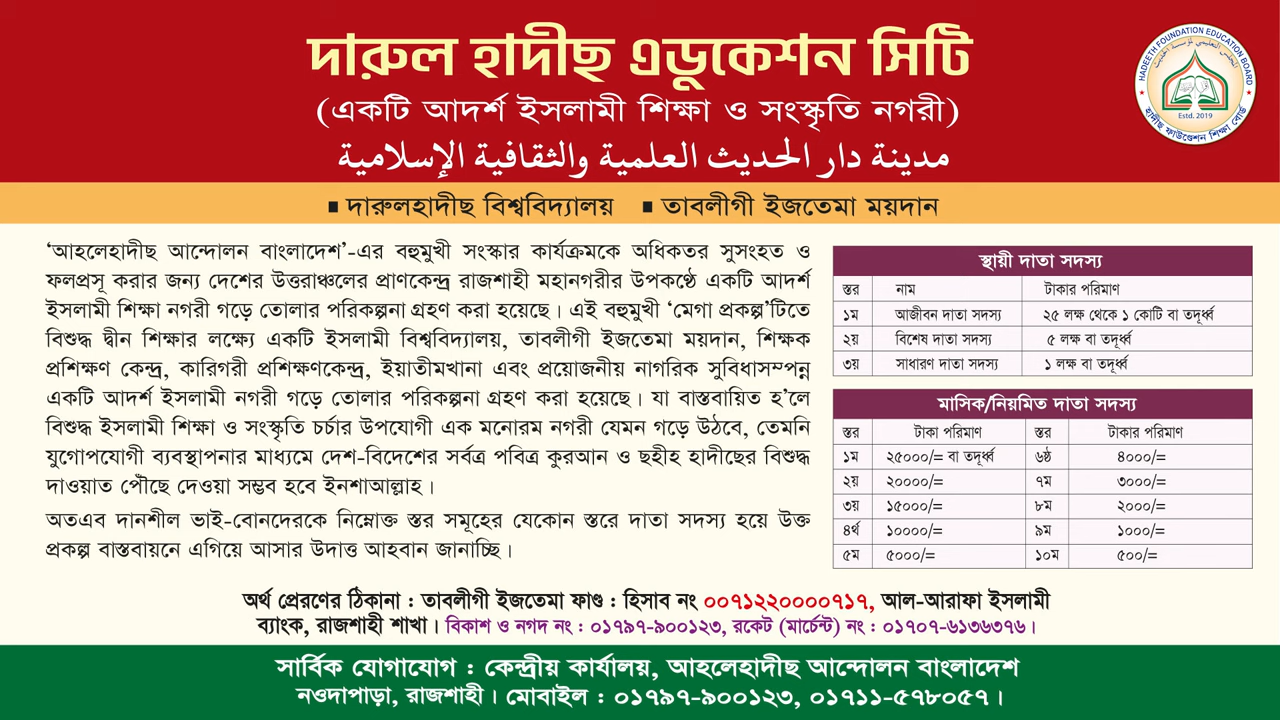 দারুল হাদীছ এডুকেশন সিটি
(একটি আদর্শ ইসলামী শিক্ষা ও সংস্কৃতি নগরী)
مدينة دار الحديث العلمية والثقافية الإسلامية
HADEETH FOUNDATION EDUCATION BOARD
Estd. 2019
হাদীছ ফাউণ্ডেশন শিক্ষা বোর্ড
■ দারুলহাদীছ বিশ্ববিদ্যালয় ■ তাবলীগী ইজতেমা ময়দান
‘আহলেহাদীছ আন্দোলন বাংলাদেশ’-এর বহুমুখী সংস্কার কার্যক্রমকে অধিকতর সুসংহত ও
ফলপ্রসূ করার জন্য দেশের উত্তরাঞ্চলের প্রাণকেন্দ্র রাজশাহী মহানগরীর উপকণ্ঠে একটি আদর্শ
ইসলামী শিক্ষা নগরী গড়ে তোলার পরিকল্পনা গ্রহণ করা হয়েছে। এই বহুমুখী ‘মেগা প্রকল্প’টিতে
বিশুদ্ধ দ্বীন শিক্ষার লক্ষ্যে একটি ইসলামী বিশ্ববিদ্যালয়, তাবলীগী ইজতেমা ময়দান, শিক্ষক
প্রশিক্ষণ কেন্দ্র, কারিগরী প্রশিক্ষণকেন্দ্র, ইয়াতীমখানা এবং প্রয়োজনীয় নাগরিক সুবিধাসম্পন্ন
একটি আদর্শ ইসলামী নগরী গড়ে তোলার পরিকল্পনা গ্রহণ করা হয়েছে। যা বাস্তবায়িত হ’লে
বিশুদ্ধ ইসলামী শিক্ষা ও সংস্কৃতি চর্চার উপযোগী এক মনোরম নগরী যেমন গড়ে উঠবে, তেমনি
যুগোপযোগী ব্যবস্থাপনার মাধ্যমে দেশ-বিদেশের সর্বত্র পবিত্র কুরআন ও ছহীহ হাদীছের বিশুদ্ধ
দাওয়াত পৌঁছে দেওয়া সম্ভব হবে ইনশাআল্লাহ।
অতএব দানশীল ভাই-বোনদেরকে নিম্নোক্ত স্তর সমূহের যেকোন স্তরে দাতা সদস্য হয়ে উক্ত
প্রকল্প বাস্তবায়নে এগিয়ে আসার উদাত্ত আহবান জানাচ্ছি।
স্থায়ী দাতা সদস্য
স্তর নাম টাকার পরিমাণ
১ম আজীবন দাতা সদস্য ২৫ লক্ষ থেকে ১ কোটি বা তদূর্ধ্ব
২য় বিশেষ দাতা সদস্য ৫ লক্ষ বা তদূর্ধ্ব
৩য় সাধারণ দাতা সদস্য ১ লক্ষ বা তদূর্ধ্ব
মাসিক/নিয়মিত দাতা সদস্য
স্তর টাকা পরিমাণ স্তর টাকার পরিমাণ
১ম ২৫০০০/= বা তদূর্ধ্ব ৬ষ্ঠ ৪০০০/=
২য় ২০০০০/= ৭ম ৩০০০/=
৩য় ১৫০০০/= ৮ম ২০০০/=
৪র্থ ১০০০০/= ৯ম ১০০০/=
৫ম ৫০০০/= ১০ম ৫০০/=
অর্থ প্রেরণের ঠিকানা : তাবলীগী ইজতেমা ফাণ্ড : হিসাব নং ০০৭১২২০০০০৭১৭, আল-আরাফা ইসলামী
ব্যাংক, রাজশাহী শাখা। বিকাশ ও নগদ নং : ০১৭৯৭-৯০০১২৩, রকেট (মার্চেন্ট) নং : ০১৭০৭-৬১৩৬৩৭৬।
সার্বিক যোগাযোগ : কেন্দ্রীয় কার্যালয়, আহলেহাদীছ আন্দোলন বাংলাদেশ
নওদাপাড়া, রাজশাহী। মোবাইল : ০১৭৯৭-৯০০১২৩, ০১৭১১-৫৭৮০৫৭।